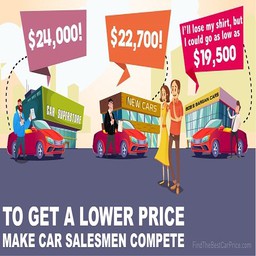 $24,000!
$22,700!
I'll lose my shirt, but
I could go as low as
$19,500
CAR SUPERSTORE
NEW CARS
BOB'S BARGAIN CARS
TO GET A LOWER PRICE
MAKE CAR SALESMEN COMPETE
FindTheBestCarPrice.com